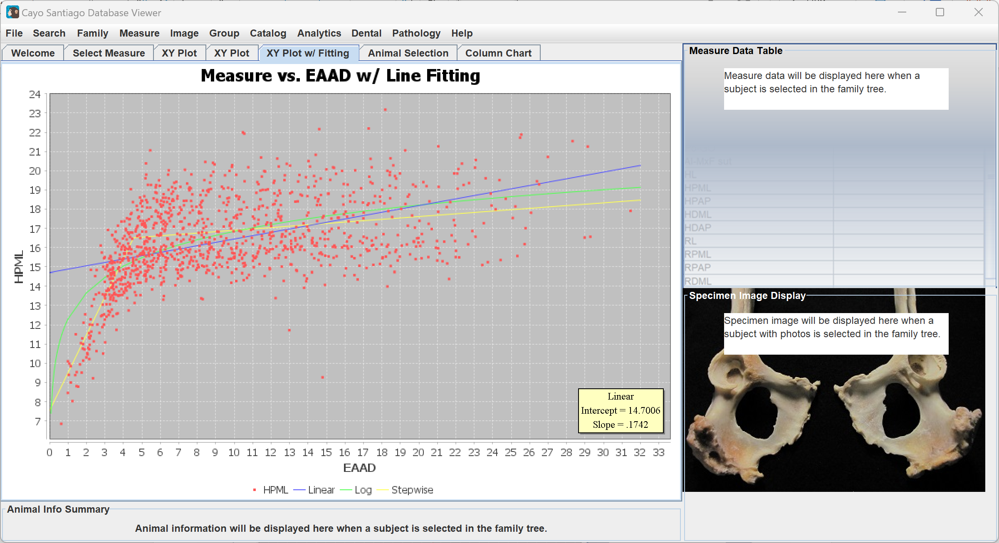 Cayo Santiago Database Viewer
File Search Family Measure Image Group Catalog Analytics Dental Pathology Help
Welcome Select Measure XY Plot XY Plot XY Plot w/ Fitting Animal Selection Column Chart
Measure vs. EAAD w/ Line Fitting
24
23
22
21
20
19
18
17
16
15
14
13
12
11
10
9
8
7
HPML
Linear
Intercept = 14.7006
Slope = .1742
0 1 2 3 4 5 6 7 8 9 10 11 12 13 14 15 16 17 18 19 20 21 22 23 24 25 26 27 28 29 30 31 32 33
EAAD
HPML Linear Log Stepwise
Animal Info Summary
Animal information will be displayed here when a subject is selected in the family tree.
Measure Data Table
Measure data will be displayed here when a
subject is selected in the family tree.
Al-MxF sut
HL
HPML
HPAP
HDML
HDAP
RL
RPML
RPAP
RDML
Specimen Image Display
Specimen image will be displayed here when a
subject with photos is selected in the family tree.